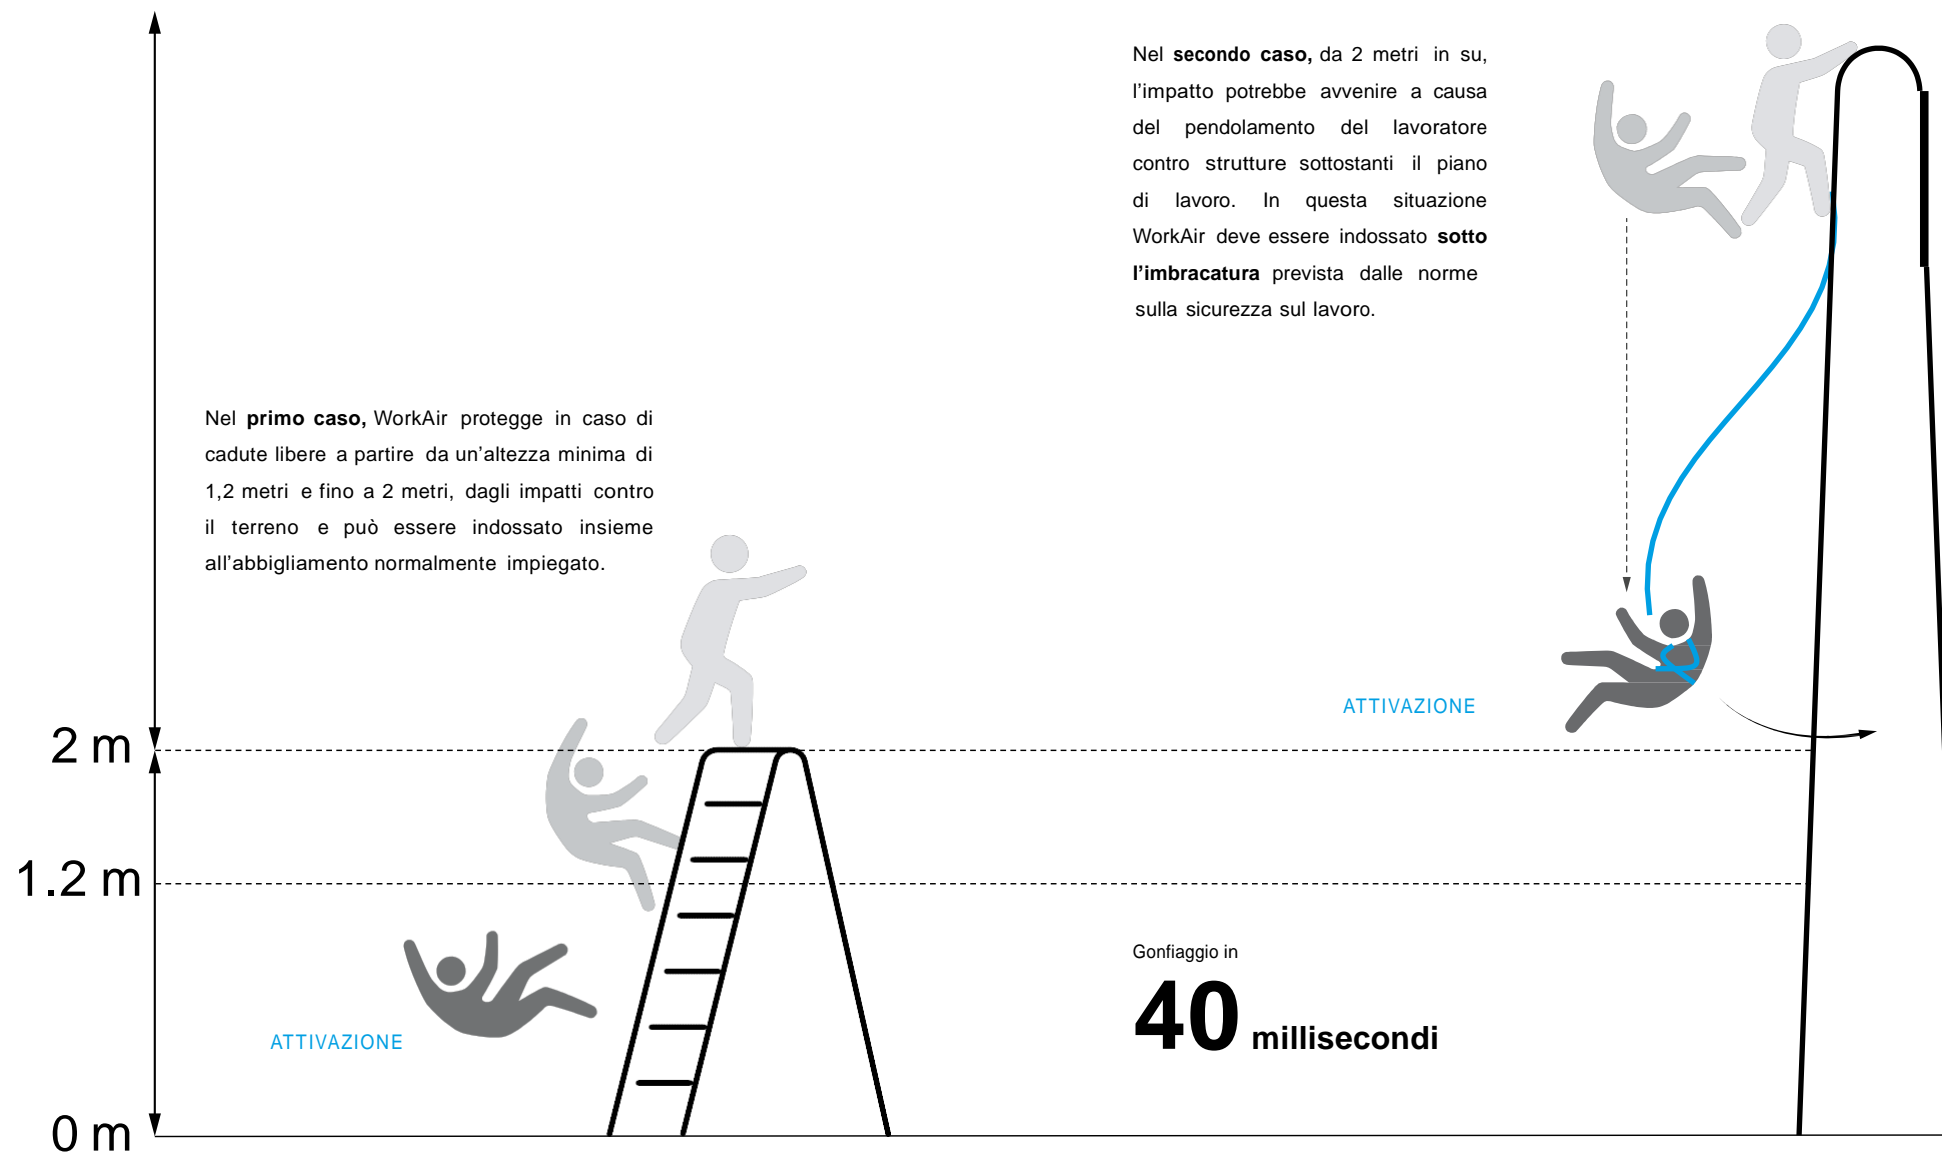 Nel secondo caso, da 2 metri in su,
l’impatto potrebbe avvenire a causa
del pendolamento del lavoratore
contro strutture sottostanti il piano
di lavoro. In questa situazione
WorkAir deve essere indossato sotto
l’imbracatura prevista dalle norme
sulla sicurezza sul lavoro.
Nel primo caso, WorkAir protegge in caso di
cadute libere a partire da un’altezza minima di
1,2 metri e fino a 2 metri, dagli impatti contro
il terreno e può essere indossato insieme
all’abbigliamento normalmente impiegato.
ATTIVAZIONE
2 m
1.2 m
Gonfiaggio in
40 millisecondi
ATTIVAZIONE
0 m